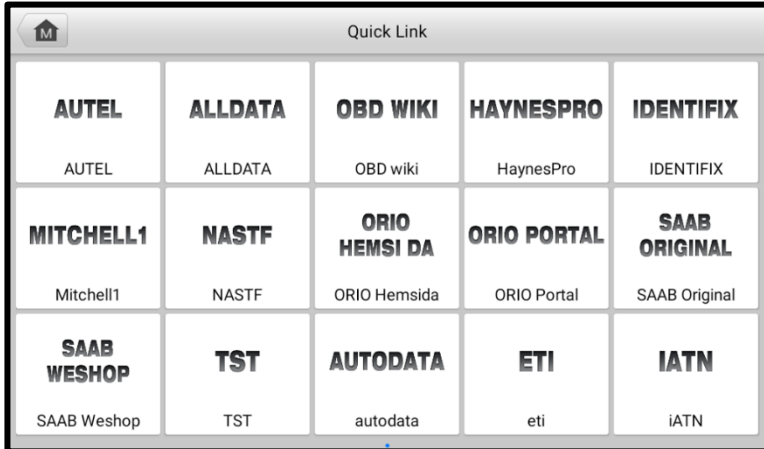 M
Quick Link
AUTEL
AUTEL
ALLDATA
ALLDATA
OBD WIKI
OBD wiki
HAYNESPRO
HaynesPro
IDENTIFIX
IDENTIFIX
MITCHELL1
Mitchell1
NASTF
NASTF
ORIO
HEMSI DA
ORIO Hemsida
ORIO PORTAL
ORIO Portal
SAAB
ORIGINAL
SAAB Original
SAAB
WESHOP
SAAB Weshop
TST
TST
AUTODATA
autodata
ETI
eti
IATN
iATN